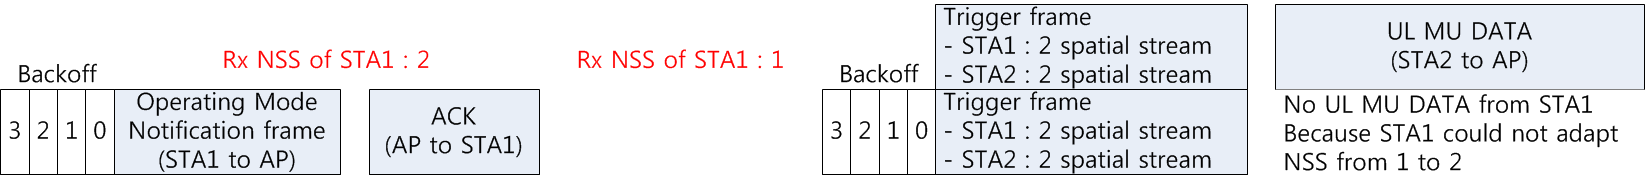 Backoff
3 2 1 0
Operating Mode
Notification frame
(STA1 to AP)
Rx NSS of STA1 : 2
ACK
(AP to STA1)
Rx NSS of STA1 : 1
Backoff
3 2 1 0
Trigger frame
- STA1 : 2 spatial stream
- STA2 : 2 spatial stream
Trigger frame
- STA1 : 2 spatial stream
- STA2 : 2 spatial stream
UL MU DATA
(STA2 to AP)
No UL MU DATA from STA1
Because STA1 could not adapt
NSS from 1 to 2